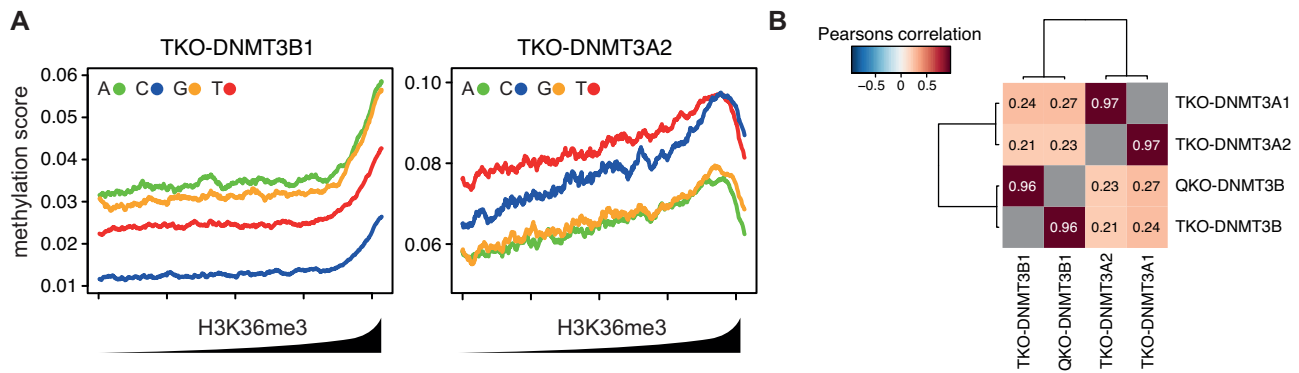 A
TKO-DNMT3B1
TKO-DNMT3A2
methylation score
0.06
0.05
0.04
0.03
0.02
0.01
A C G T
H3K36me3
0.10
0.08
0.06
A C G T
H3K36me3
B
Pearsons correlation
−0.5 0 0.5
0.24 0.27 0.97 TKO-DNMT3A1
0.21 0.23 0.97 TKO-DNMT3A2
0.96 0.23 0.27 QKO-DNMT3B
0.96 0.21 0.24 TKO-DNMT3B
TKO-DNMT3B1
QKO-DNMT3B1
TKO-DNMT3A2
TKO-DNMT3A1